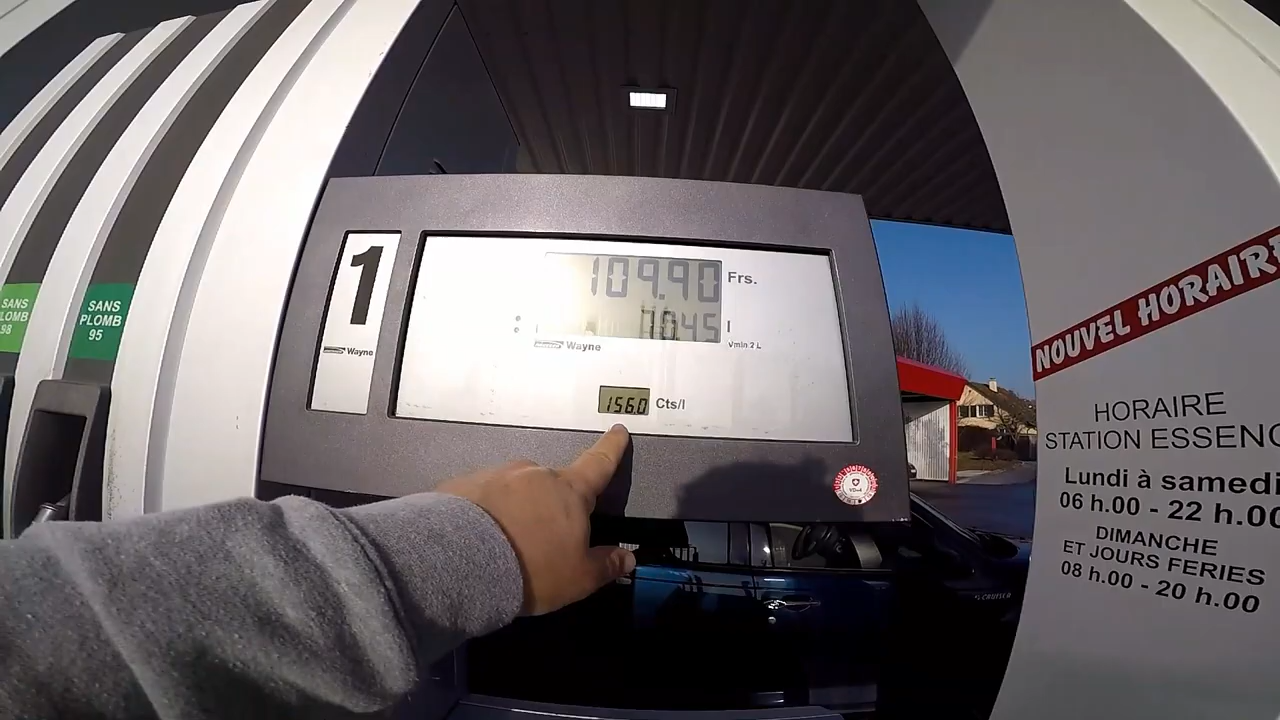 SANS
PLOMB
98
SANS
PLOMB
95
1
Wayne
109.90 Frs.
70.45 l
Vmin 2 L
Wayne
156.0 Cts/l
NOUVEL HORAIRE
HORAIRE
STATION ESSENC
Lundi à samedi
06 h.00 - 22 h.00
DIMANCHE
ET JOURS FERIES
08 h.00 - 20 h.00